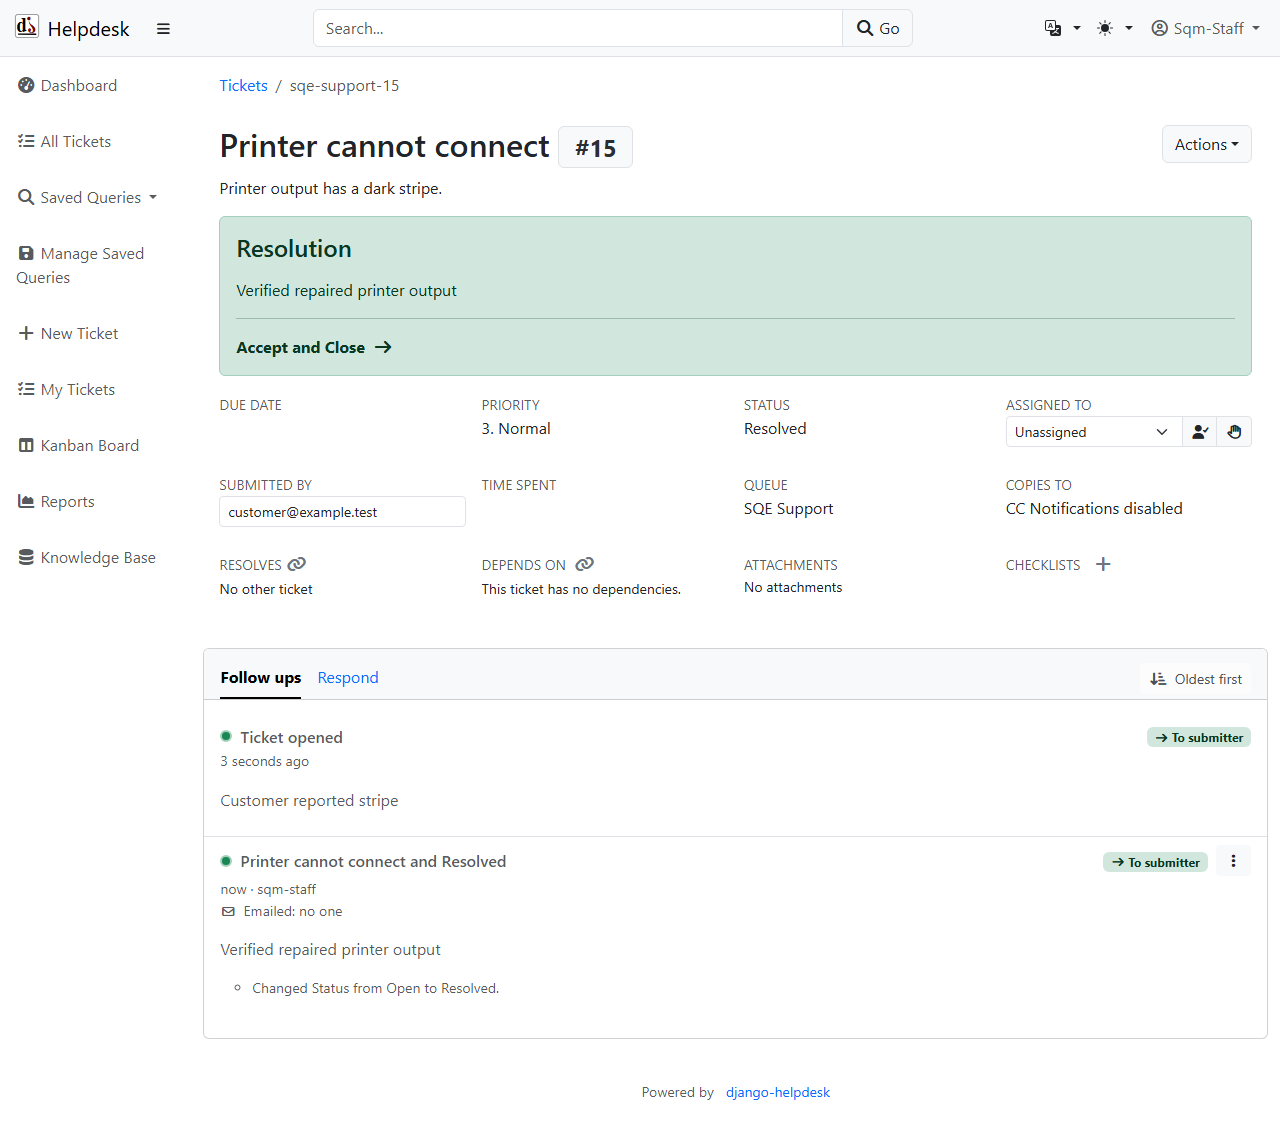 Helpdesk
Search...
Go
Sqm-Staff
Dashboard
All Tickets
Saved Queries
Manage Saved
Queries
New Ticket
My Tickets
Kanban Board
Reports
Knowledge Base
Tickets / sqe-support-15
Printer cannot connect #15
Actions
Printer output has a dark stripe.
Resolution
Verified repaired printer output
Accept and Close →
DUE DATE
PRIORITY
3. Normal
STATUS
Resolved
ASSIGNED TO
Unassigned
SUBMITTED BY
customer@example.test
TIME SPENT
QUEUE
SQE Support
COPIES TO
CC Notifications disabled
RESOLVES
No other ticket
DEPENDS ON
This ticket has no dependencies.
ATTACHMENTS
No attachments
CHECKLISTS
Follow ups
Respond
Oldest first
Ticket opened
→ To submitter
3 seconds ago
Customer reported stripe
Printer cannot connect and Resolved
→ To submitter
now · sqm-staff
Emailed: no one
Verified repaired printer output
Changed Status from Open to Resolved.
Powered by django-helpdesk